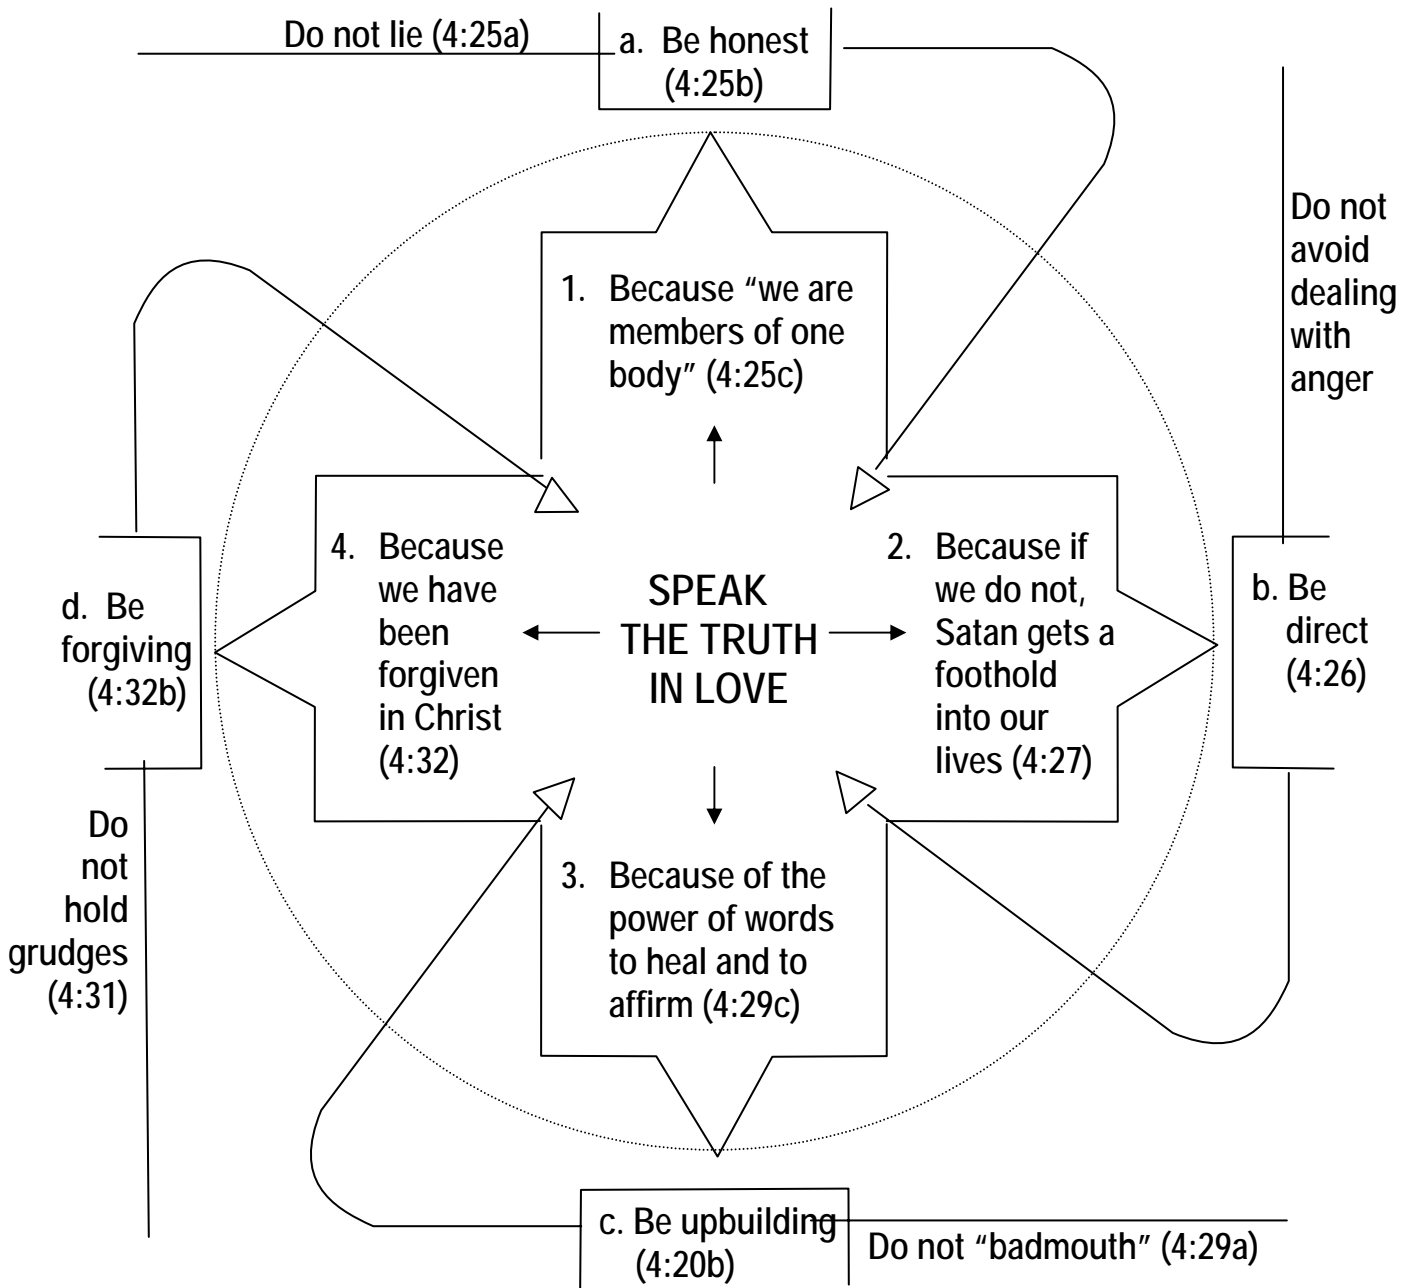 Do not lie (4:25a)
a. Be honest
(4:25b)
Do not
avoid
dealing
with
anger
1. Because “we are
members of one
body” (4:25c)
4. Because
we have
been
forgiven
in Christ
(4:32)
SPEAK
THE TRUTH
IN LOVE
2. Because if
we do not,
Satan gets a
foothold
into our
lives (4:27)
b. Be
direct
(4:26)
d. Be
forgiving
(4:32b)
Do
not
hold
grudges
(4:31)
3. Because of the
power of words
to heal and to
affirm (4:29c)
c. Be upbuilding
(4:20b)
Do not “badmouth” (4:29a)